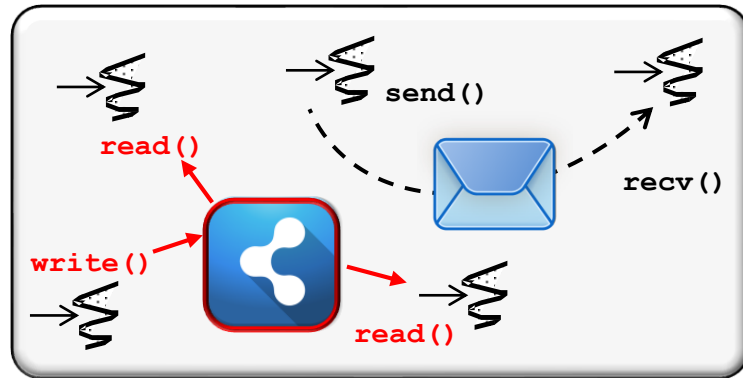 send()
read()
recv()
write()
read()